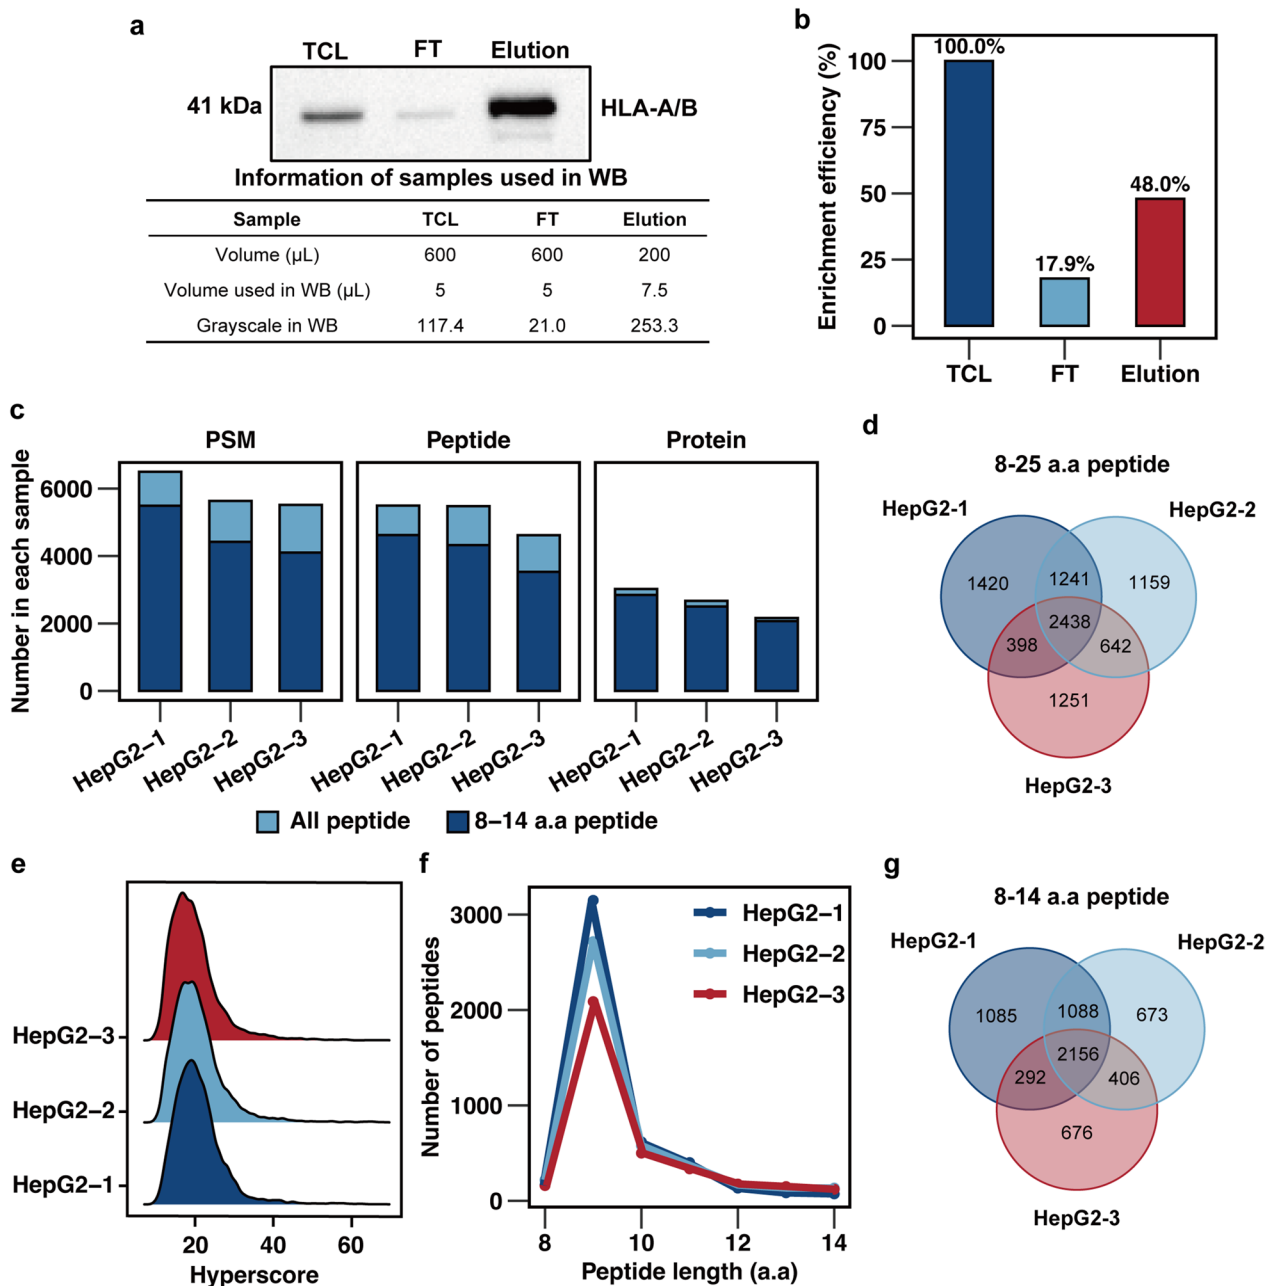 a
TCL FT Elution
41 kDa HLA-A/B
Information of samples used in WB
Sample TCL FT Elution
Volume (µL) 600 600 200
Volume used in WB (µL) 5 5 7.5
Grayscale in WB 117.4 21.0 253.3
b
Enrichment efficiency (%)
100
75
50
25
0
100.0%
17.9%
48.0%
TCL FT Elution
c
PSM Peptide Protein
Number in each sample
6000
4000
2000
0
HepG2–1 HepG2–2 HepG2–3 HepG2–1 HepG2–2 HepG2–3 HepG2–1 HepG2–2 HepG2–3
All peptide 8–14 a.a peptide
d
8-25 a.a peptide
HepG2-1 HepG2-2
1420 1241 1159
2438
398 642
1251
HepG2-3
e
HepG2–3
HepG2–2
HepG2–1
20 40 60
Hyperscore
f
Number of peptides
3000
2000
1000
0
HepG2–1
HepG2–2
HepG2–3
8 10 12 14
Peptide length (a.a)
g
8-14 a.a peptide
HepG2-1 HepG2-2
1085 1088 673
2156
292 406
676
HepG2-3